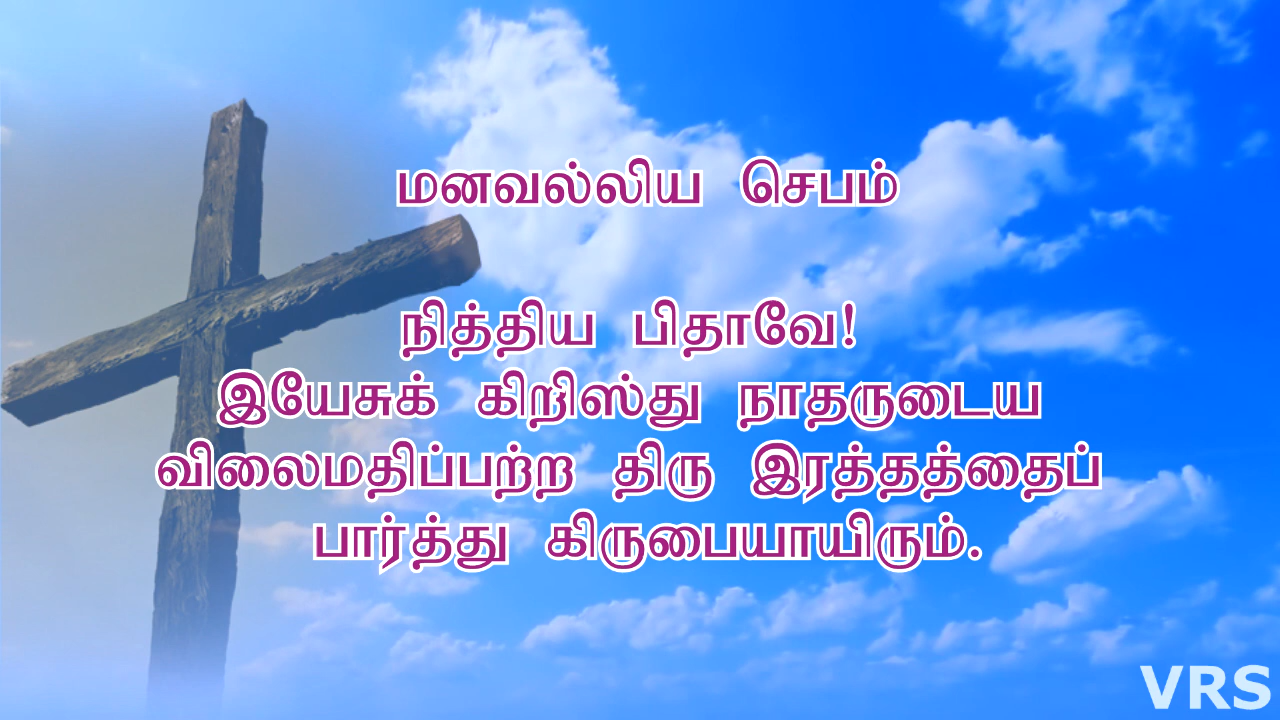 மனவல்லிய செபம்
நித்திய பிதாவே!
இயேசுக் கிறிஸ்து நாதருடைய
விலைமதிப்பற்ற திரு இரத்தத்தைப்
பார்த்து கிருபையாயிரும்.
VRS